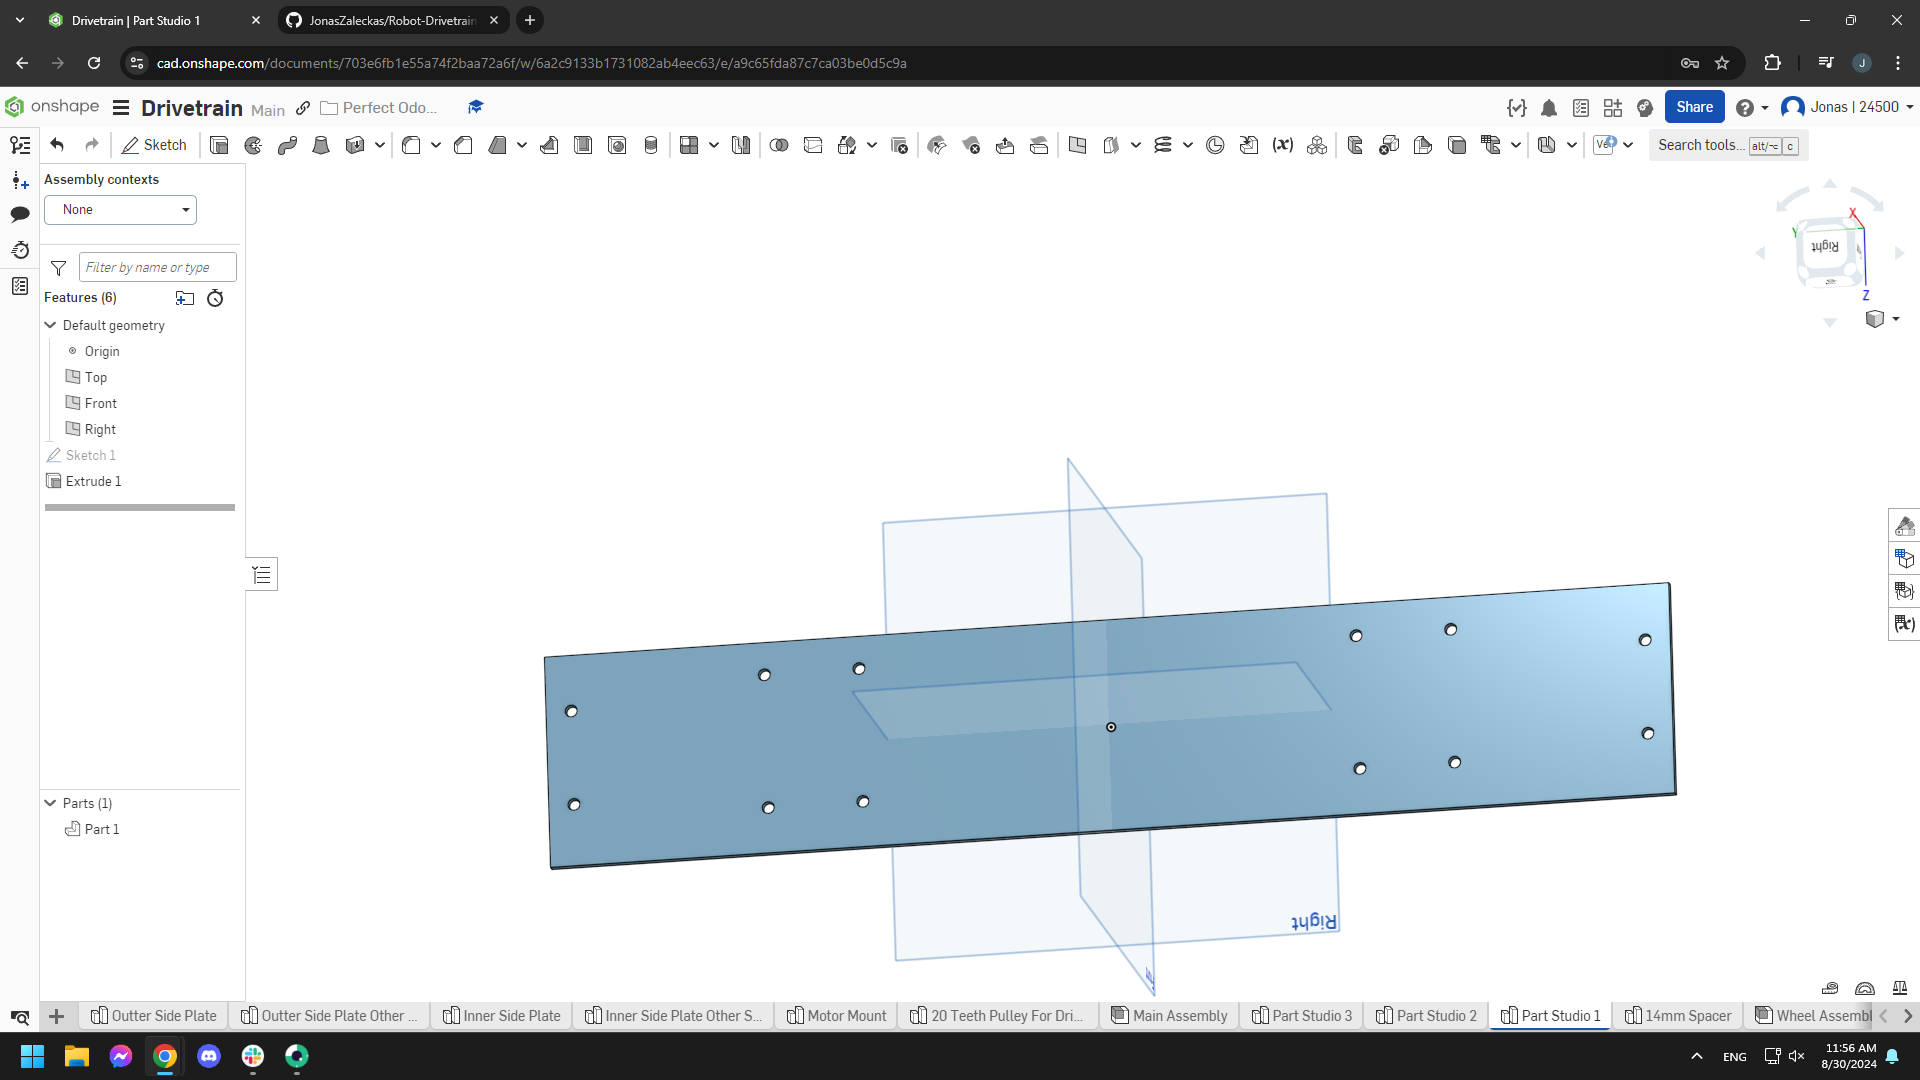 Drivetrain | Part Studio 1
JonasZaleckas/Robot-Drivetrain
cad.onshape.com/documents/703e6fb1e55a74f2baa72a6f/w/6a2c9133b1731082ab4eec63/e/a9c65fda87c7ca03be0d5c9a
J
onshape
Drivetrain Main
Perfect Odo...
Share
Jonas | 24500
Sketch
(x)
Search tools... alt/⌥ c
Assembly contexts
None
Filter by name or type
Features (6)
Default geometry
Origin
Top
Front
Right
Sketch 1
Extrude 1
Parts (1)
Part 1
X
Y
Right
Z
(x)
Right
Outter Side Plate
Outter Side Plate Other ...
Inner Side Plate
Inner Side Plate Other S...
Motor Mount
20 Teeth Pulley For Dri...
Main Assembly
Part Studio 3
Part Studio 2
Part Studio 1
14mm Spacer
Wheel Assembl
ENG
11:56 AM
8/30/2024